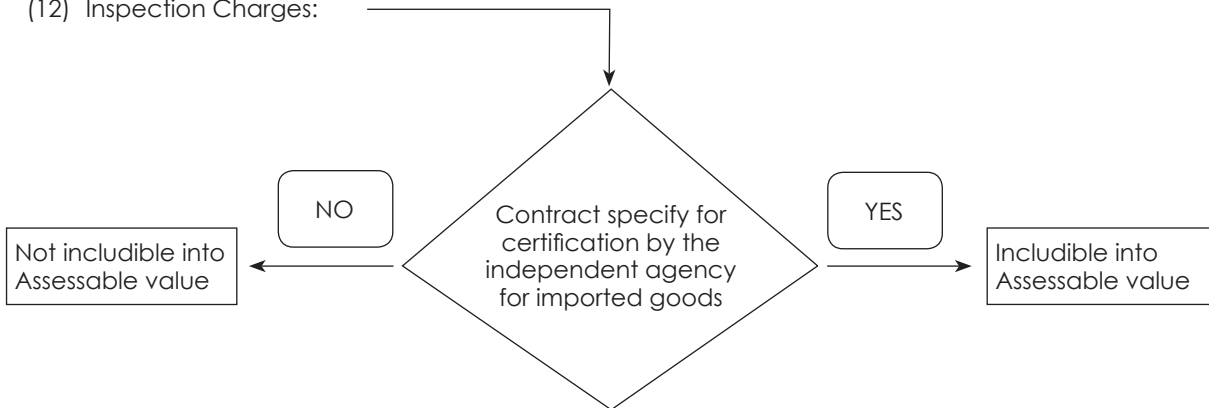 (12) Inspection Charges:
NO
YES
Contract specify for
certification by the
independent agency
for imported goods
Not includible into
Assessable value
Includible into
Assessable value